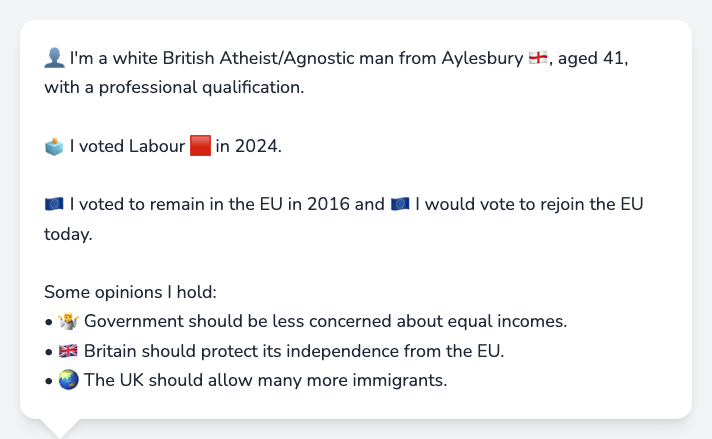 👤 I'm a white British Atheist/Agnostic man from Aylesbury 🏴󠁧󠁢󠁥󠁮󠁧󠁿, aged 41,
with a professional qualification.
🗳️ I voted Labour 🟥 in 2024.
🇪🇺 I voted to remain in the EU in 2016 and 🇪🇺 I would vote to rejoin the EU
today.
Some opinions I hold:
• 🤷 Government should be less concerned about equal incomes.
• 🇬🇧 Britain should protect its independence from the EU.
• 🌏 The UK should allow many more immigrants.